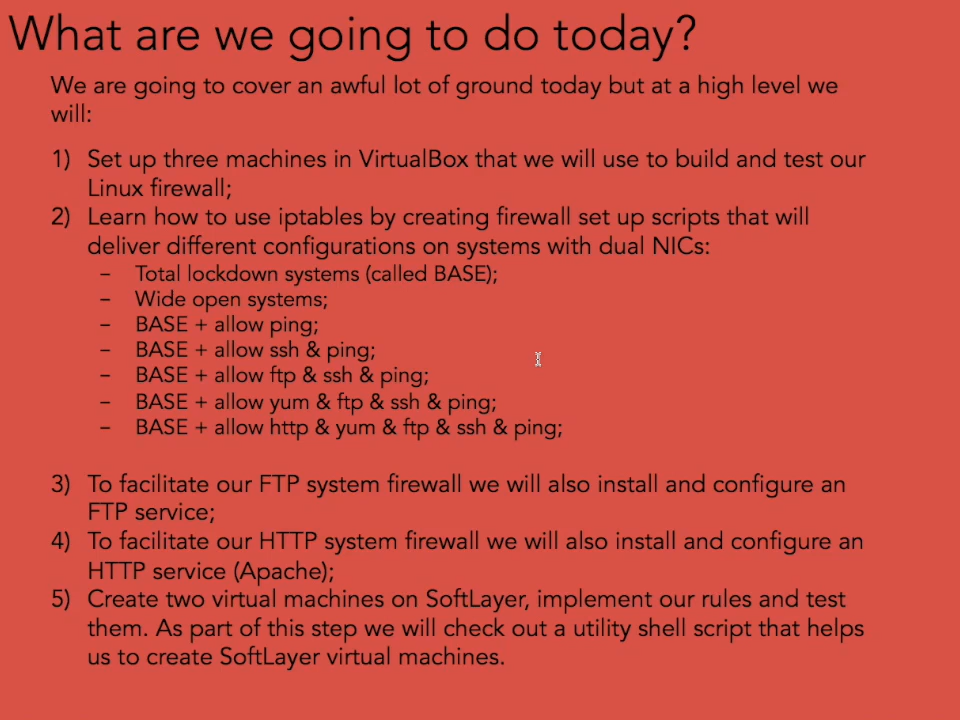 What are we going to do today?
We are going to cover an awful lot of ground today but at a high level we
will:
1) Set up three machines in VirtualBox that we will use to build and test our
Linux firewall;
2) Learn how to use iptables by creating firewall set up scripts that will
deliver different configurations on systems with dual NICs:
– Total lockdown systems (called BASE);
– Wide open systems;
– BASE + allow ping;
– BASE + allow ssh & ping;
– BASE + allow ftp & ssh & ping;
– BASE + allow yum & ftp & ssh & ping;
– BASE + allow http & yum & ftp & ssh & ping;
3) To facilitate our FTP system firewall we will also install and configure an
FTP service;
4) To facilitate our HTTP system firewall we will also install and configure an
HTTP service (Apache);
5) Create two virtual machines on SoftLayer, implement our rules and test
them. As part of this step we will check out a utility shell script that helps
us to create SoftLayer virtual machines.